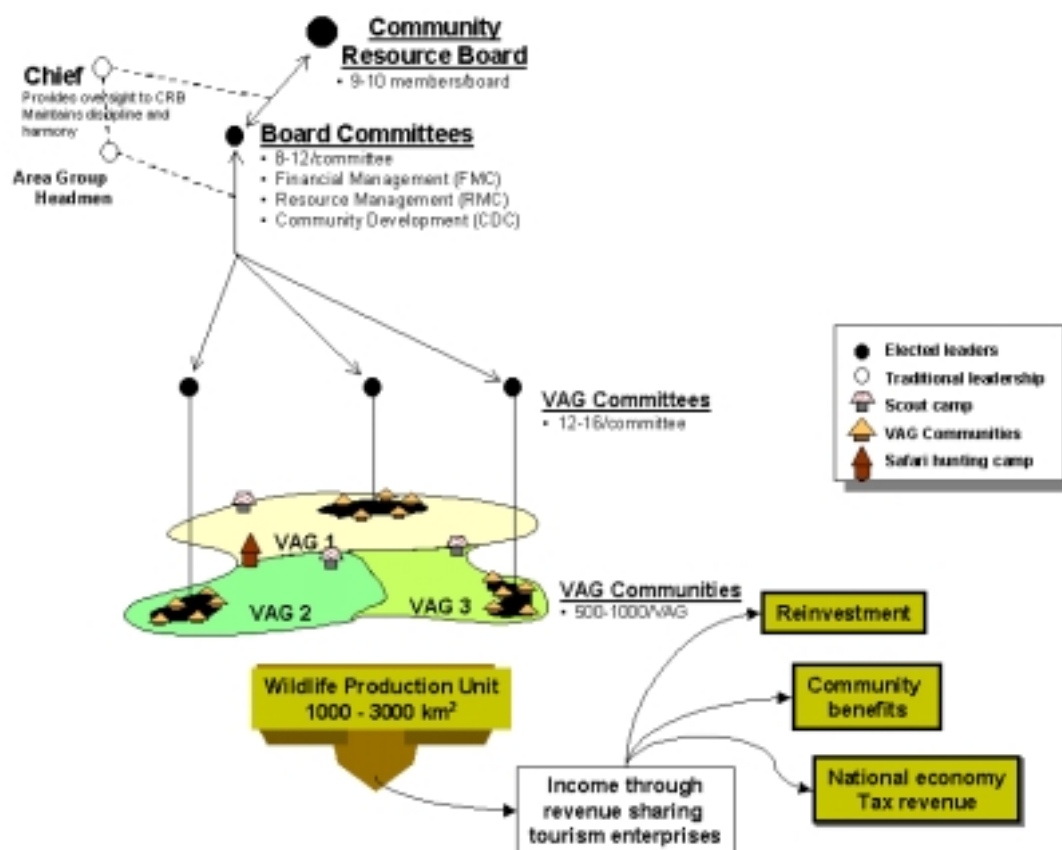 Community
Resource Board
• 9-10 members/board
Chief
Provides oversight to CRB
Maintains discipline and
harmony
Area Group
Headmen
Board Committees
• 8-12/committee
• Financial Management (FMC)
• Resource Management (RMC)
• Community Development (CDC)
VAG Committees
• 12-16/committee
Elected leaders
Traditional leadership
Scout camp
VAG Communities
Safari hunting camp
VAG 1
VAG 2
VAG 3
VAG Communities
• 500-1000/VAG
Wildlife Production Unit
1000 - 3000 km²
Income through
revenue sharing
tourism enterprises
Reinvestment
Community
benefits
National economy
Tax revenue